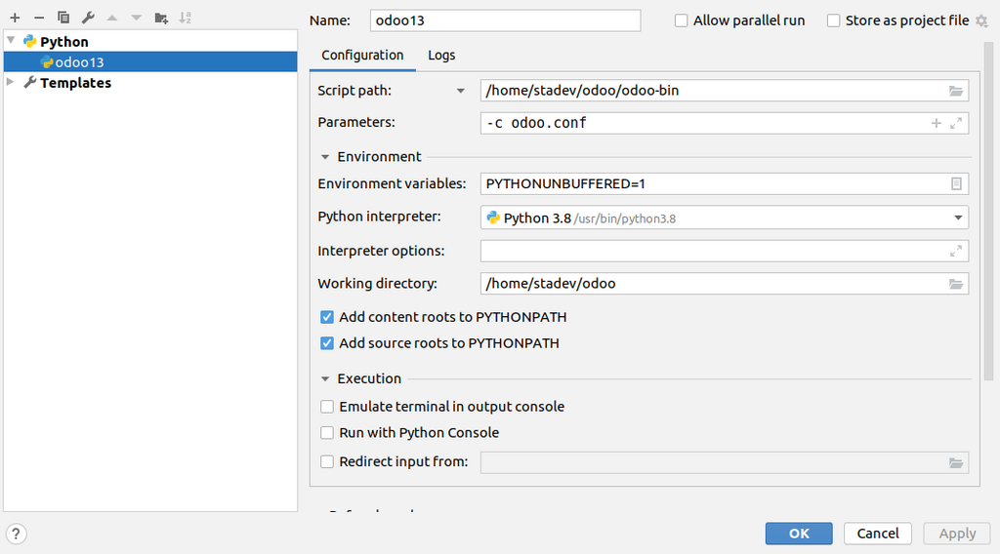 Name: odoo13 Allow parallel run Store as project file
Python
odoo13
Templates
Configuration Logs
Script path: /home/stadev/odoo/odoo-bin
Parameters: -c odoo.conf
Environment
Environment variables: PYTHONUNBUFFERED=1
Python interpreter: Python 3.8 /usr/bin/python3.8
Interpreter options:
Working directory: /home/stadev/odoo
Add content roots to PYTHONPATH
Add source roots to PYTHONPATH
Execution
Emulate terminal in output console
Run with Python Console
Redirect input from:
? OK Cancel Apply